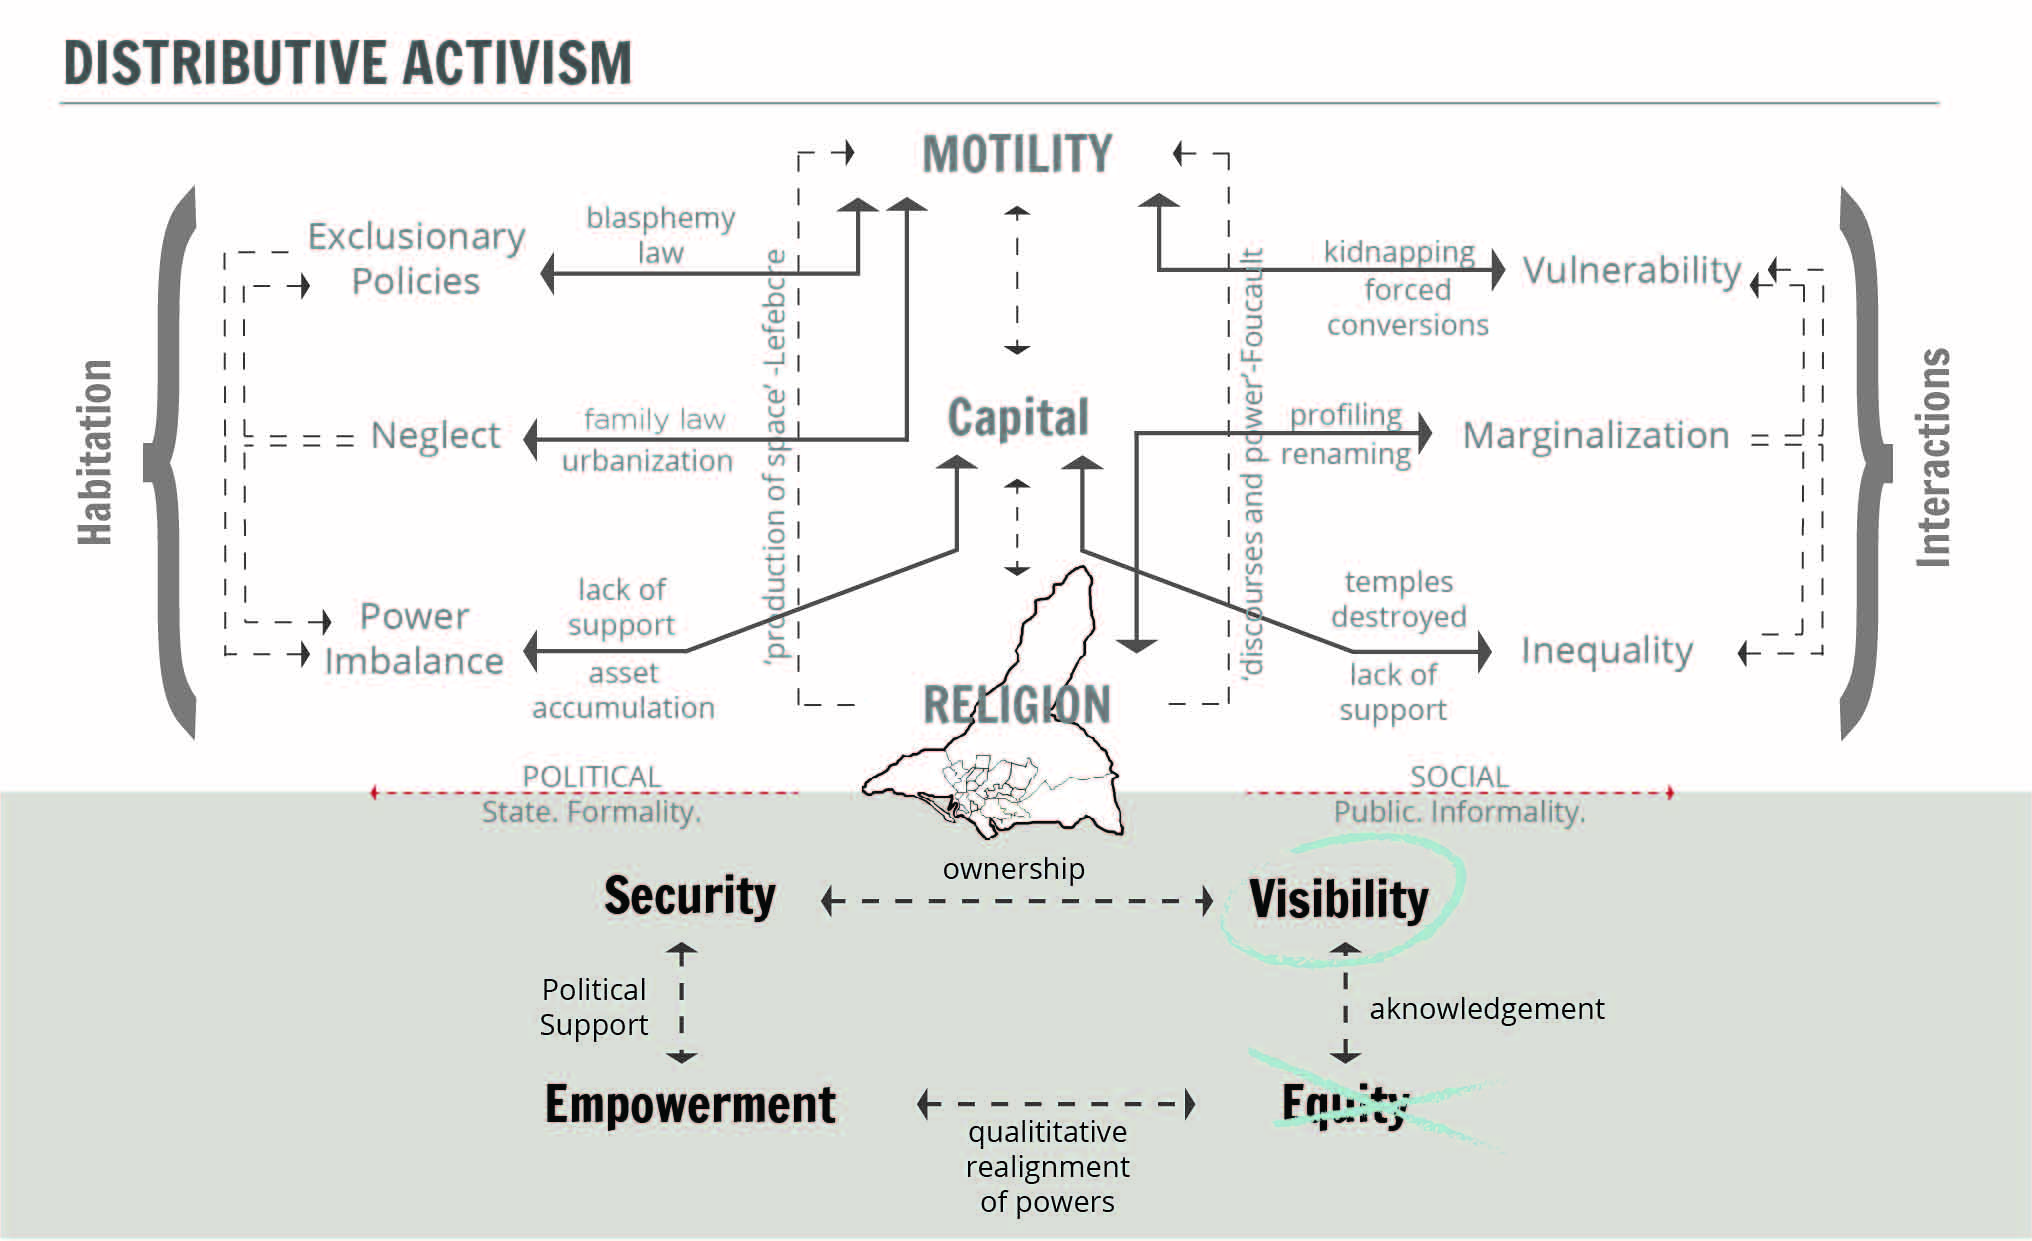 DISTRIBUTIVE ACTIVISM
MOTILITY
Exclusionary
Policies
blasphemy
law
kidnapping
forced
conversions
Vulnerability
Habitation
Neglect
family law
urbanization
'production of space' -Lefebcre
Capital
'discourses and power'-Foucault
profiling
renaming
Marginalization
Interactions
Power
Imbalance
lack of
support
asset
accumulation
RELIGION
temples
destroyed
lack of
support
Inequality
POLITICAL
State. Formality.
SOCIAL
Public. Informality.
Security
ownership
Visibility
Political
Support
aknowledgement
Empowerment
qualititative
realignment
of powers
Equity